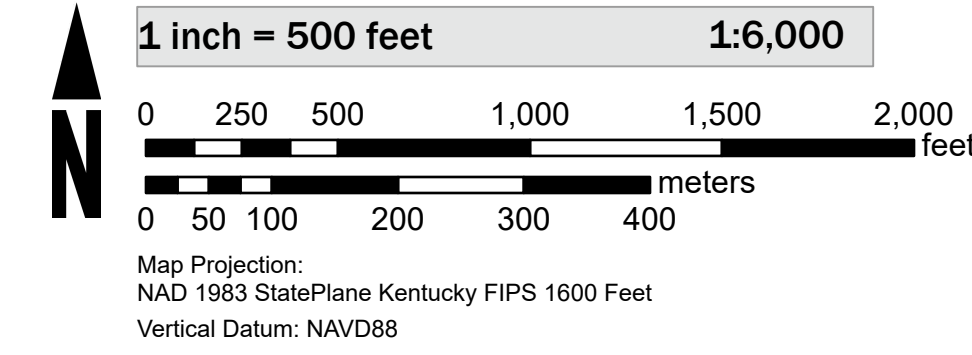 1 inch = 500 feet 1:6,000
0 250 500 1,000 1,500 2,000
feet
meters
0 50 100 200 300 400
N
Map Projection:
NAD 1983 StatePlane Kentucky FIPS 1600 Feet
Vertical Datum: NAVD88